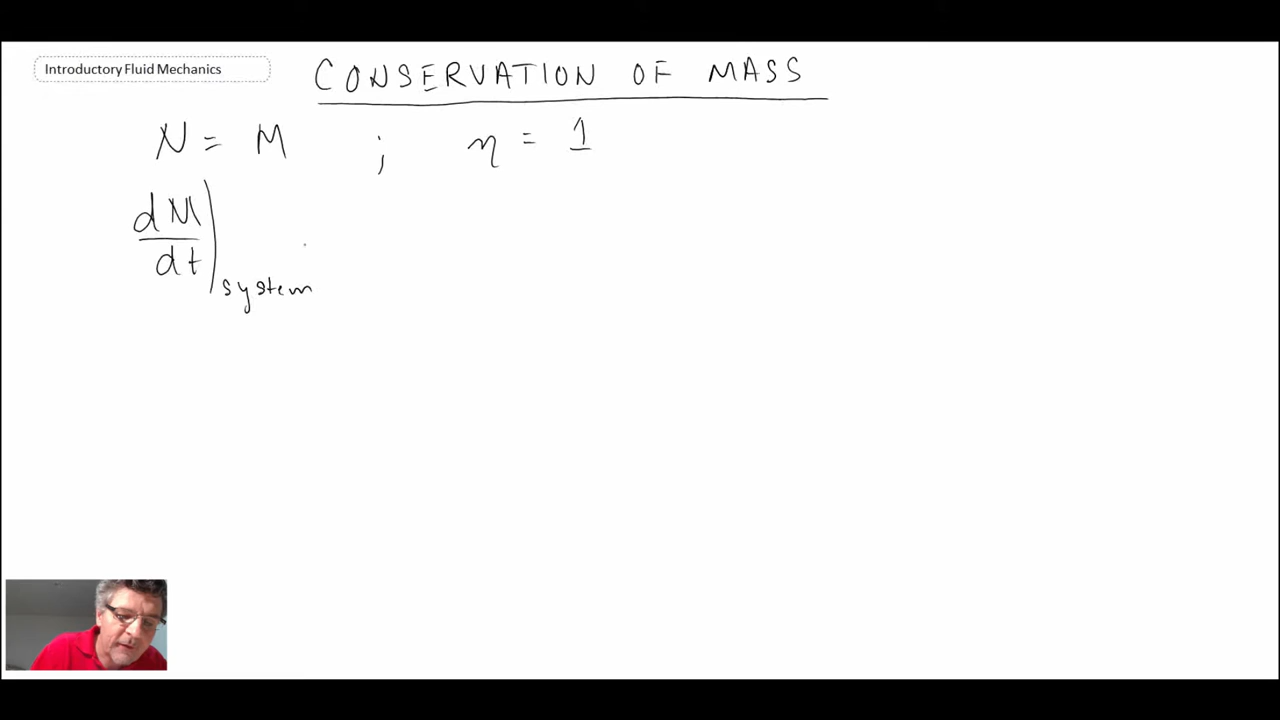 Introductory Fluid Mechanics
CONSERVATION OF MASS
N = M ; η = 1
dM
dt
system